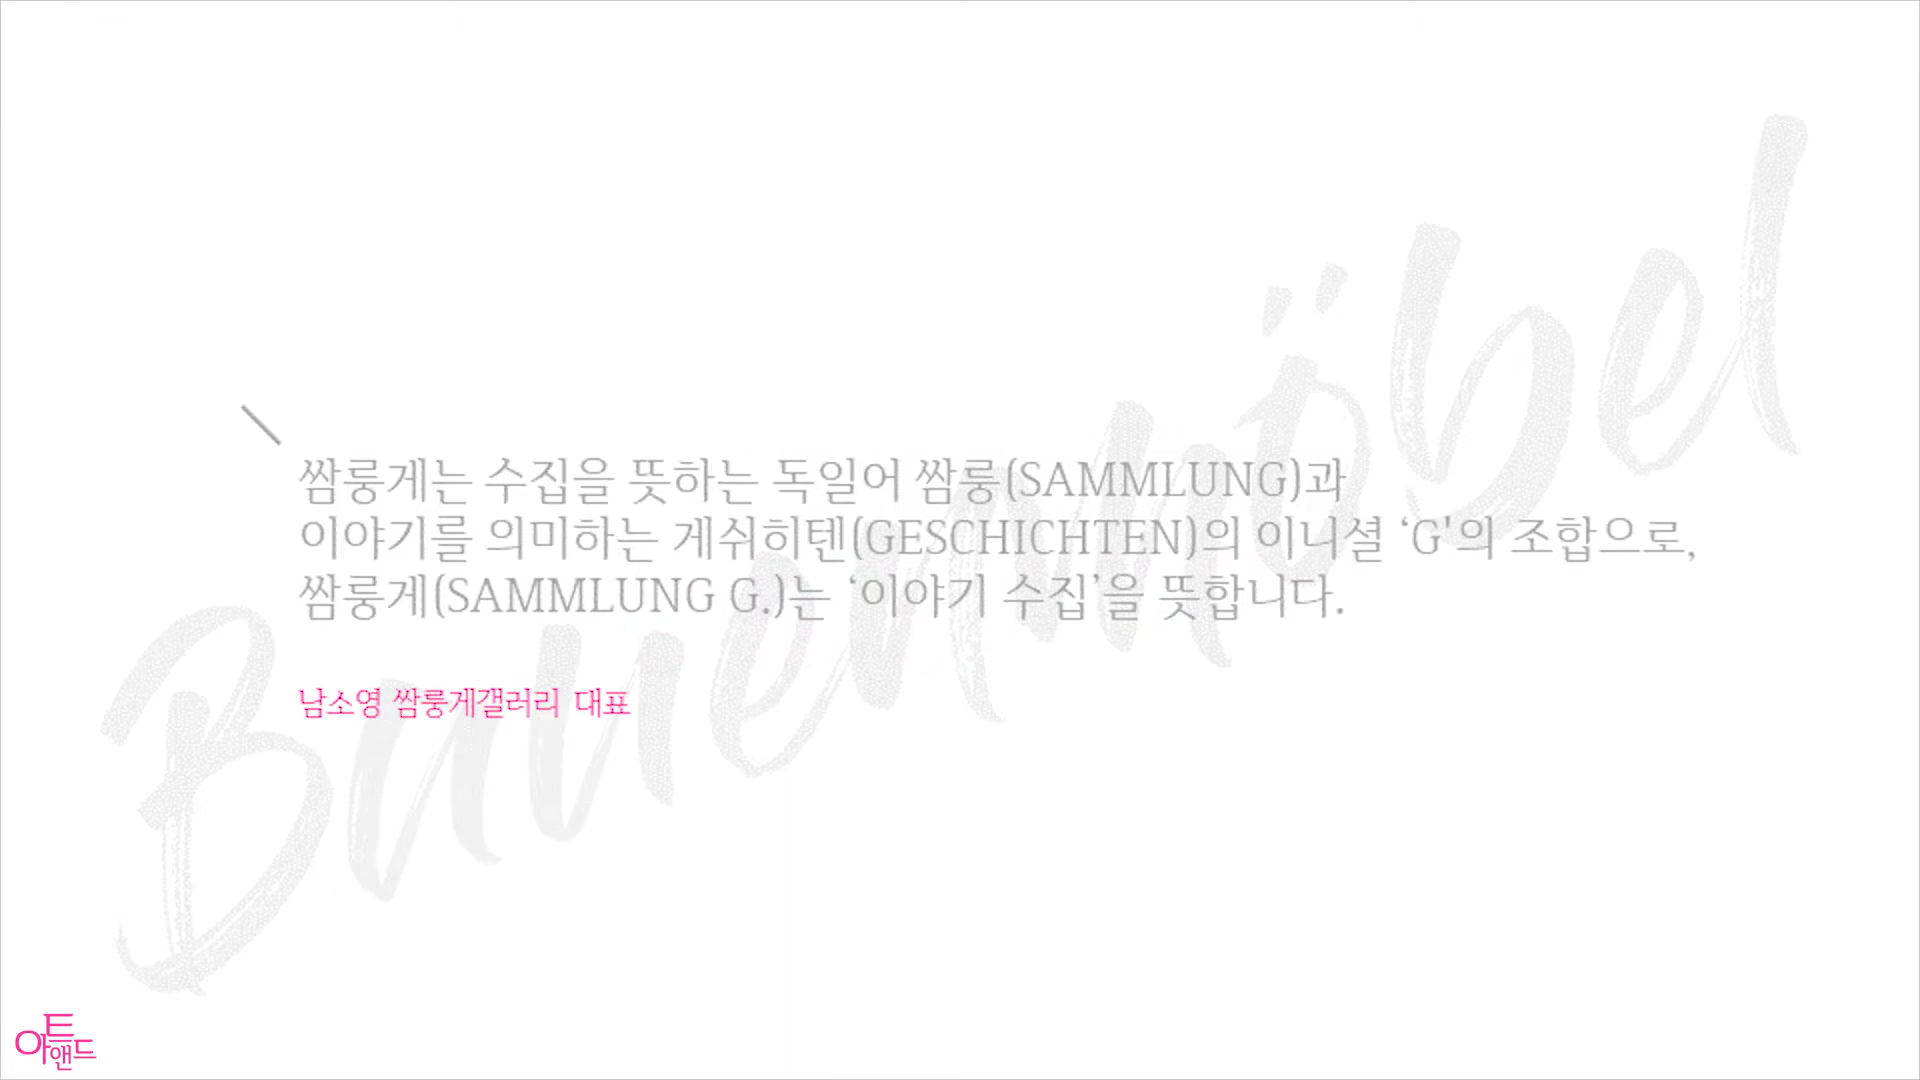 쌈룽게는 수집을 뜻하는 독일어 쌈룽(SAMMLUNG)과
이야기를 의미하는 게쉬히텐(GESCHICHTEN)의 이니셜 ‘G'의 조합으로,
쌈룽게(SAMMLUNG G.)는 ‘이야기 수집’을 뜻합니다.
남소영 쌈룽게갤러리 대표
Bauernmöbel
아트앤드